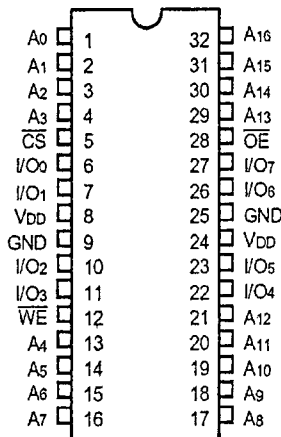 A0 1 32 A16
A1 2 31 A15
A2 3 30 A14
A3 4 29 A13
C̅S̅ 5 28 O̅E̅
I/O0 6 27 I/O7
I/O1 7 26 I/O6
VDD 8 25 GND
GND 9 24 VDD
I/O2 10 23 I/O5
I/O3 11 22 I/O4
W̅E̅ 12 21 A12
A4 13 20 A11
A5 14 19 A10
A6 15 18 A9
A7 16 17 A8